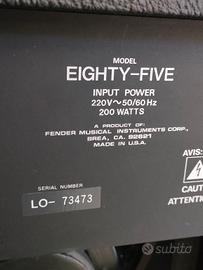 MODEL
EIGHTY-FIVE
INPUT POWER
220V~50/60Hz
200 WATTS
A PRODUCT OF:
FENDER MUSICAL INSTRUMENTS CORP.,
BREA, CA. 92621
MADE IN U.S.A.
AVIS:
SERIAL NUMBER
LO- 73473
CAUT
ATTENTI
subito